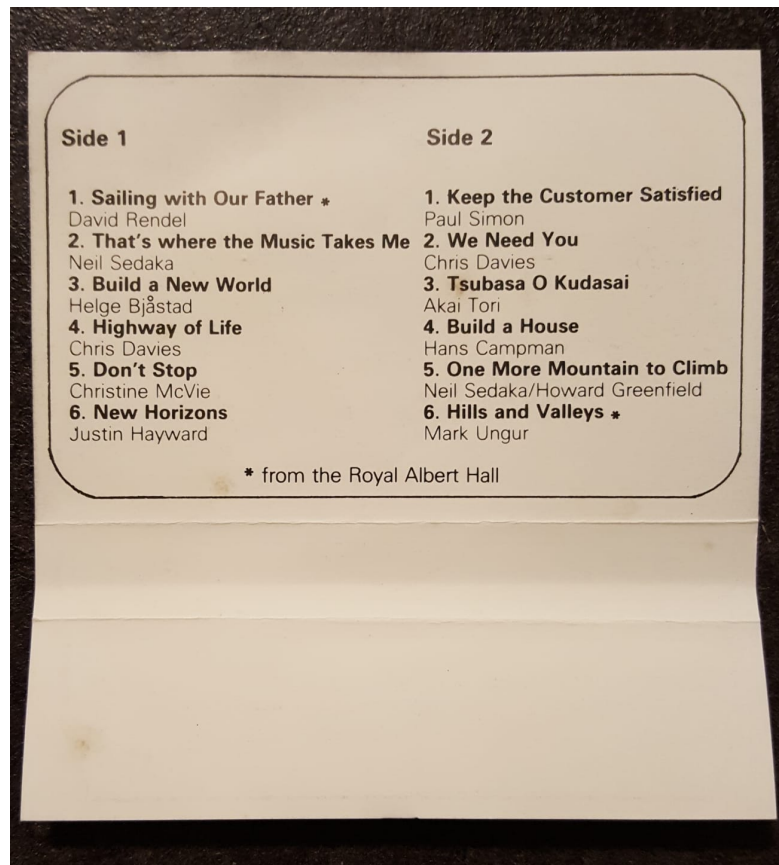 Side 1
1. Sailing with Our Father *
David Rendel
2. That's where the Music Takes Me
Neil Sedaka
3. Build a New World
Helge Bjåstad
4. Highway of Life
Chris Davies
5. Don't Stop
Christine McVie
6. New Horizons
Justin Hayward
Side 2
1. Keep the Customer Satisfied
Paul Simon
2. We Need You
Chris Davies
3. Tsubasa O Kudasai
Akai Tori
4. Build a House
Hans Campman
5. One More Mountain to Climb
Neil Sedaka/Howard Greenfield
6. Hills and Valleys *
Mark Ungur
* from the Royal Albert Hall